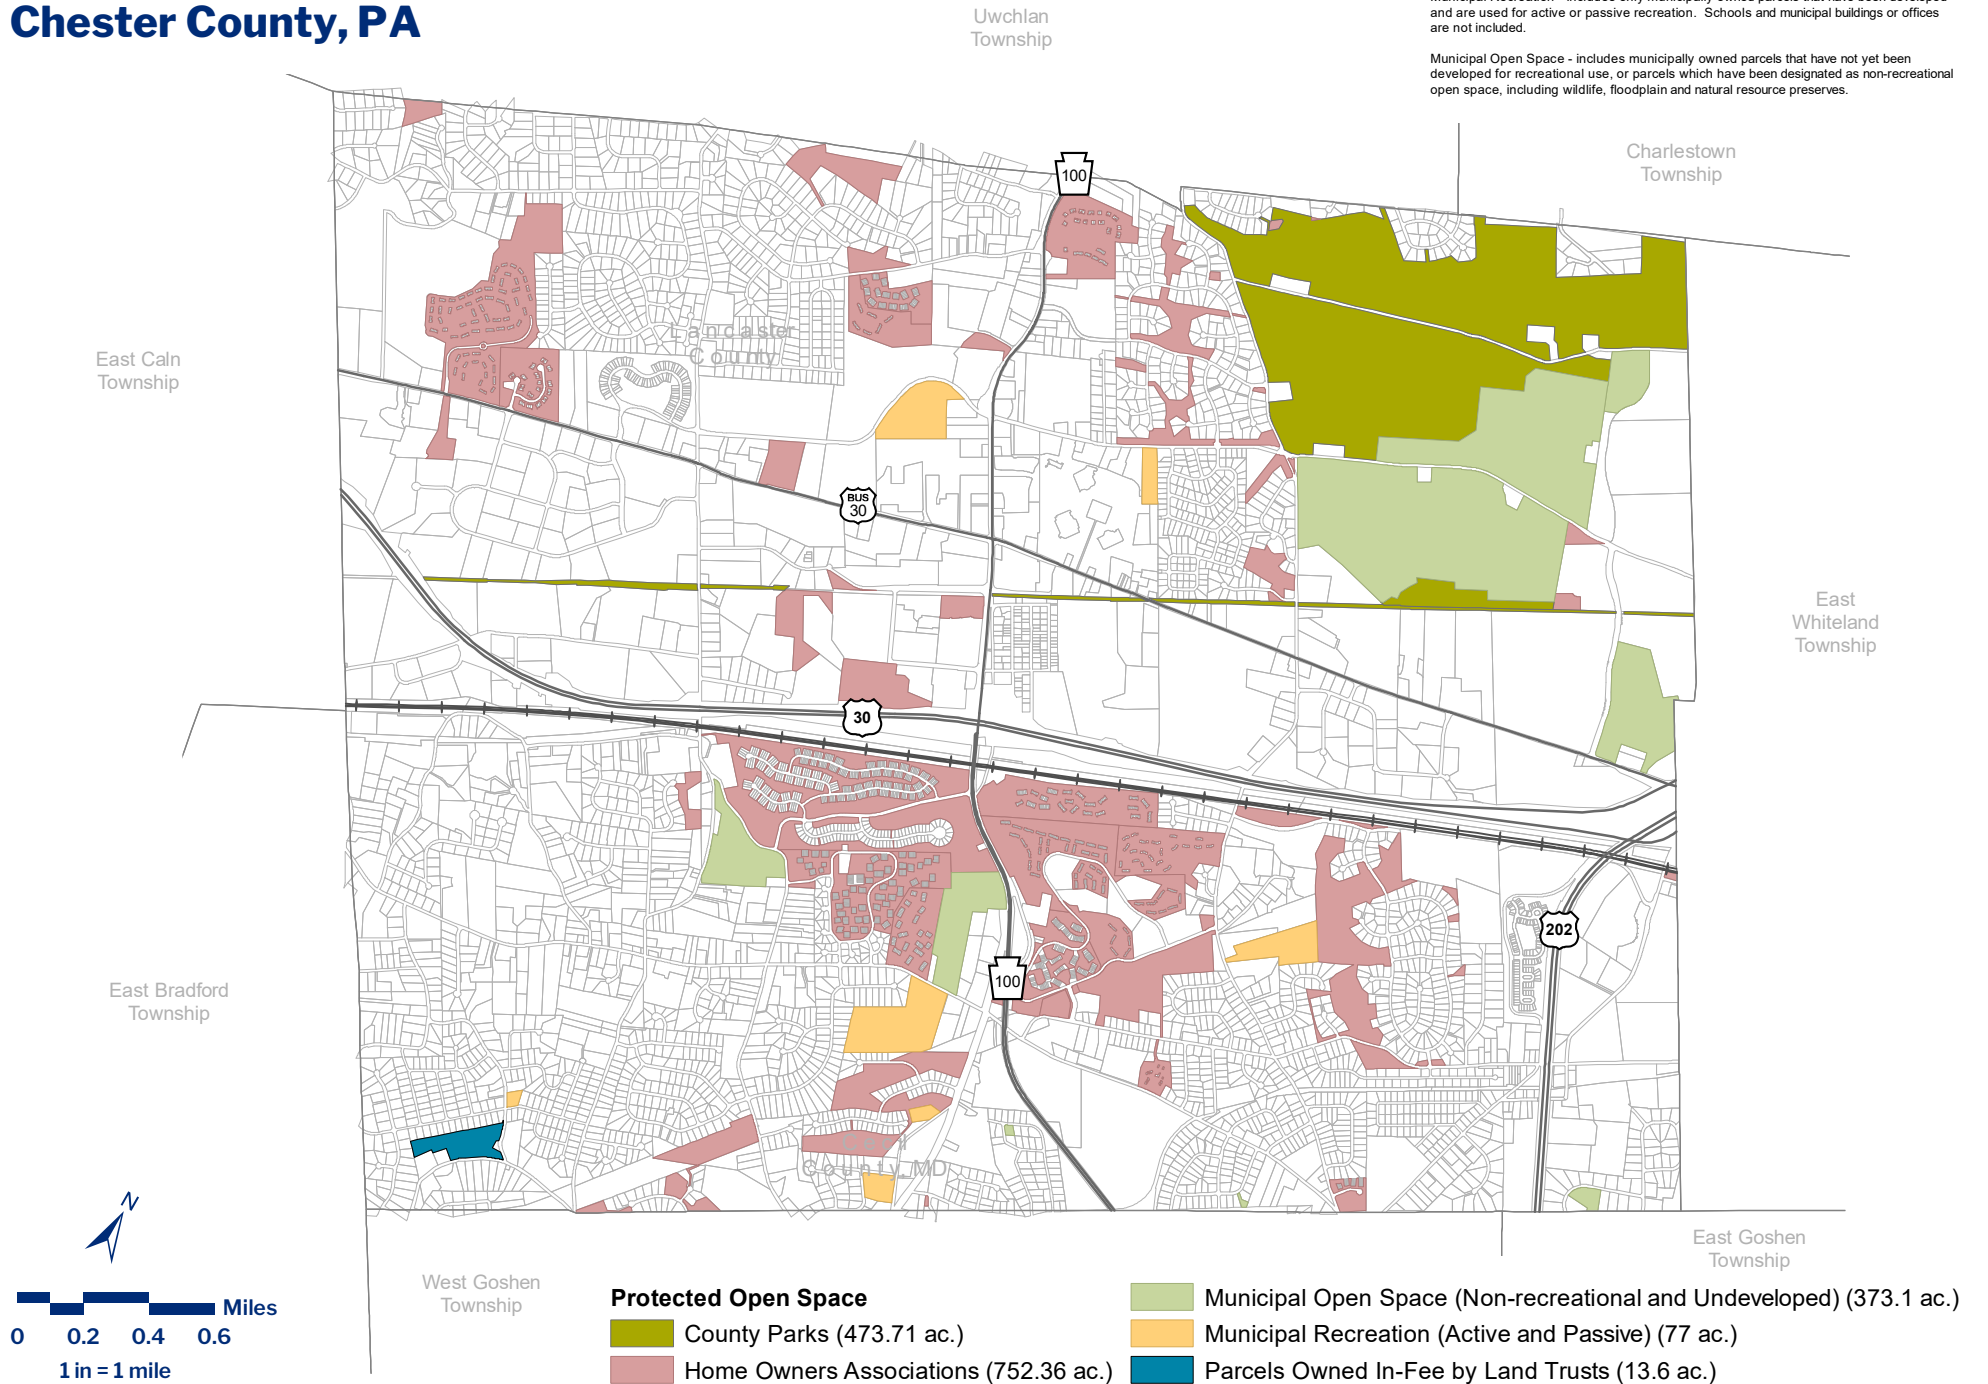 Chester County, PA
and are used for active or passive recreation. Schools and municipal buildings or offices
are not included.
Municipal Open Space - includes municipally owned parcels that have not yet been
developed for recreational use, or parcels which have been designated as non-recreational
open space, including wildlife, floodplain and natural resource preserves.
Uwchlan
Township
Charlestown
Township
100
Lancaster
County
East Caln
Township
BUS
30
East
Whiteland
Township
30
202
100
East Bradford
Township
Cecil
County, MD
N
East Goshen
Township
West Goshen
Township
Miles
0 0.2 0.4 0.6
1 in = 1 mile
Protected Open Space
County Parks (473.71 ac.)
Home Owners Associations (752.36 ac.)
Municipal Open Space (Non-recreational and Undeveloped) (373.1 ac.)
Municipal Recreation (Active and Passive) (77 ac.)
Parcels Owned In-Fee by Land Trusts (13.6 ac.)